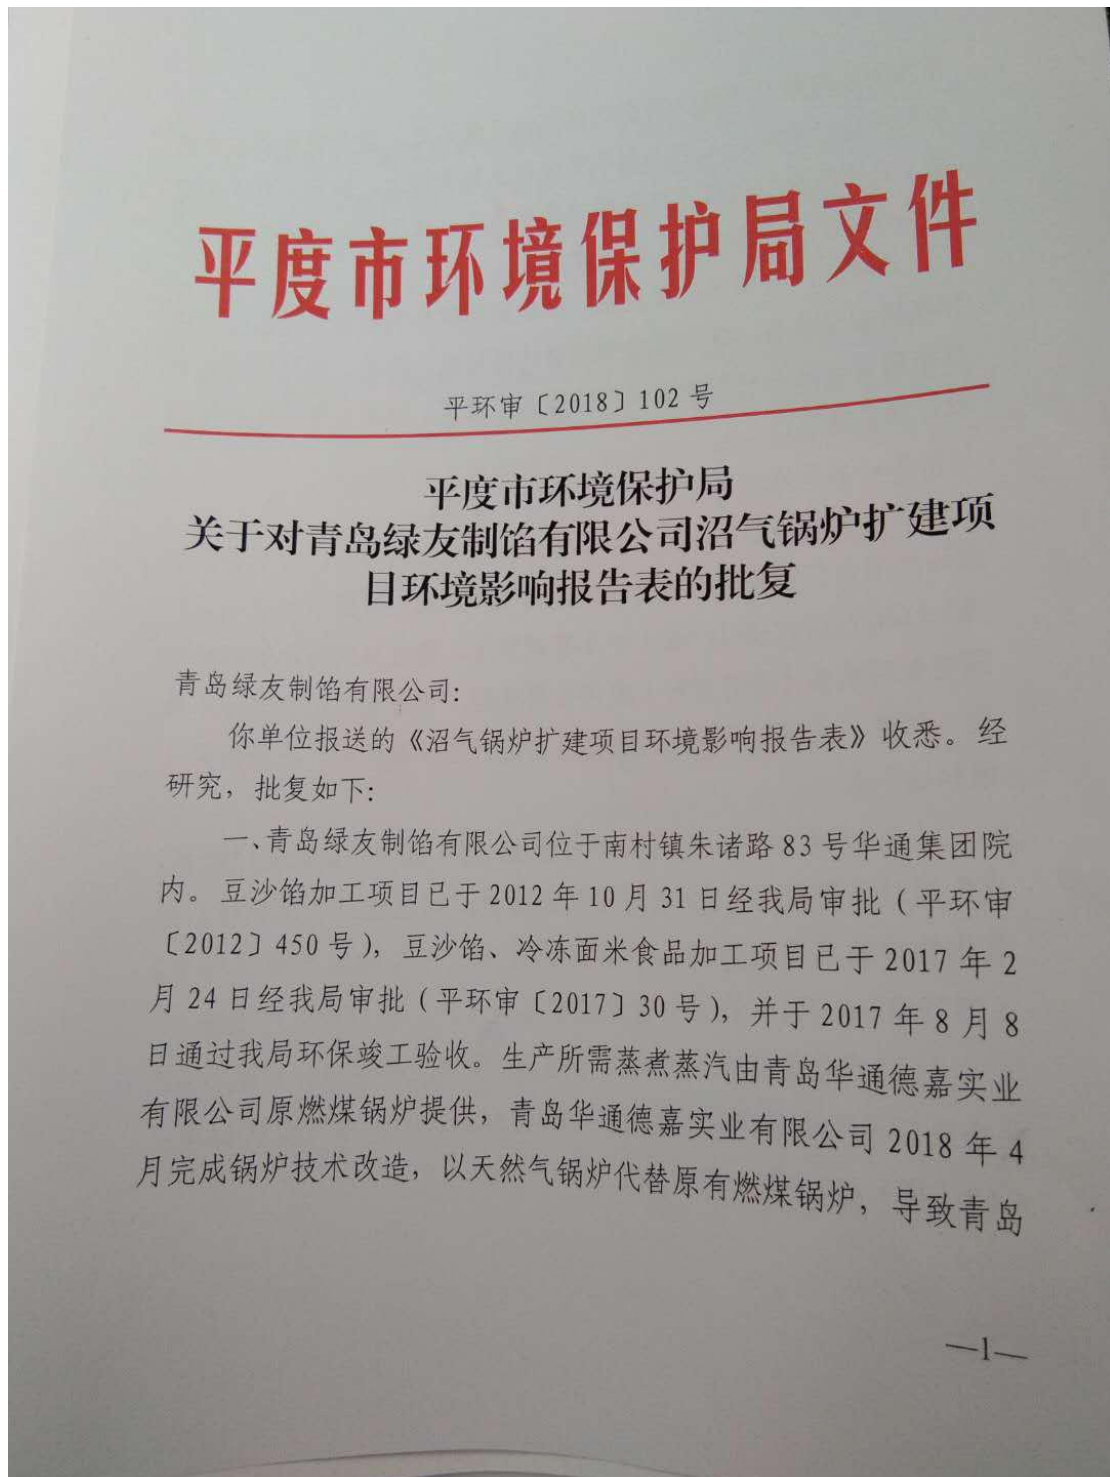 平度市环境保护局文件
平环审〔2018〕102号
平度市环境保护局
关于对青岛绿友制馅有限公司沼气锅炉扩建项
目环境影响报告表的批复
青岛绿友制馅有限公司:
你单位报送的《沼气锅炉扩建项目环境影响报告表》收悉。经
研究，批复如下:
一、青岛绿友制馅有限公司位于南村镇朱诸路83号华通集团院
内。豆沙馅加工项目已于2012年10月31日经我局审批（平环审
〔2012〕450号），豆沙馅、冷冻面米食品加工项目已于2017年2
月24日经我局审批（平环审〔2017〕30号），并于2017年8月8
日通过我局环保竣工验收。生产所需蒸煮蒸汽由青岛华通德嘉实业
有限公司原燃煤锅炉提供，青岛华通德嘉实业有限公司2018年4
月完成锅炉技术改造，以天然气锅炉代替原有燃煤锅炉，导致青岛
—1—